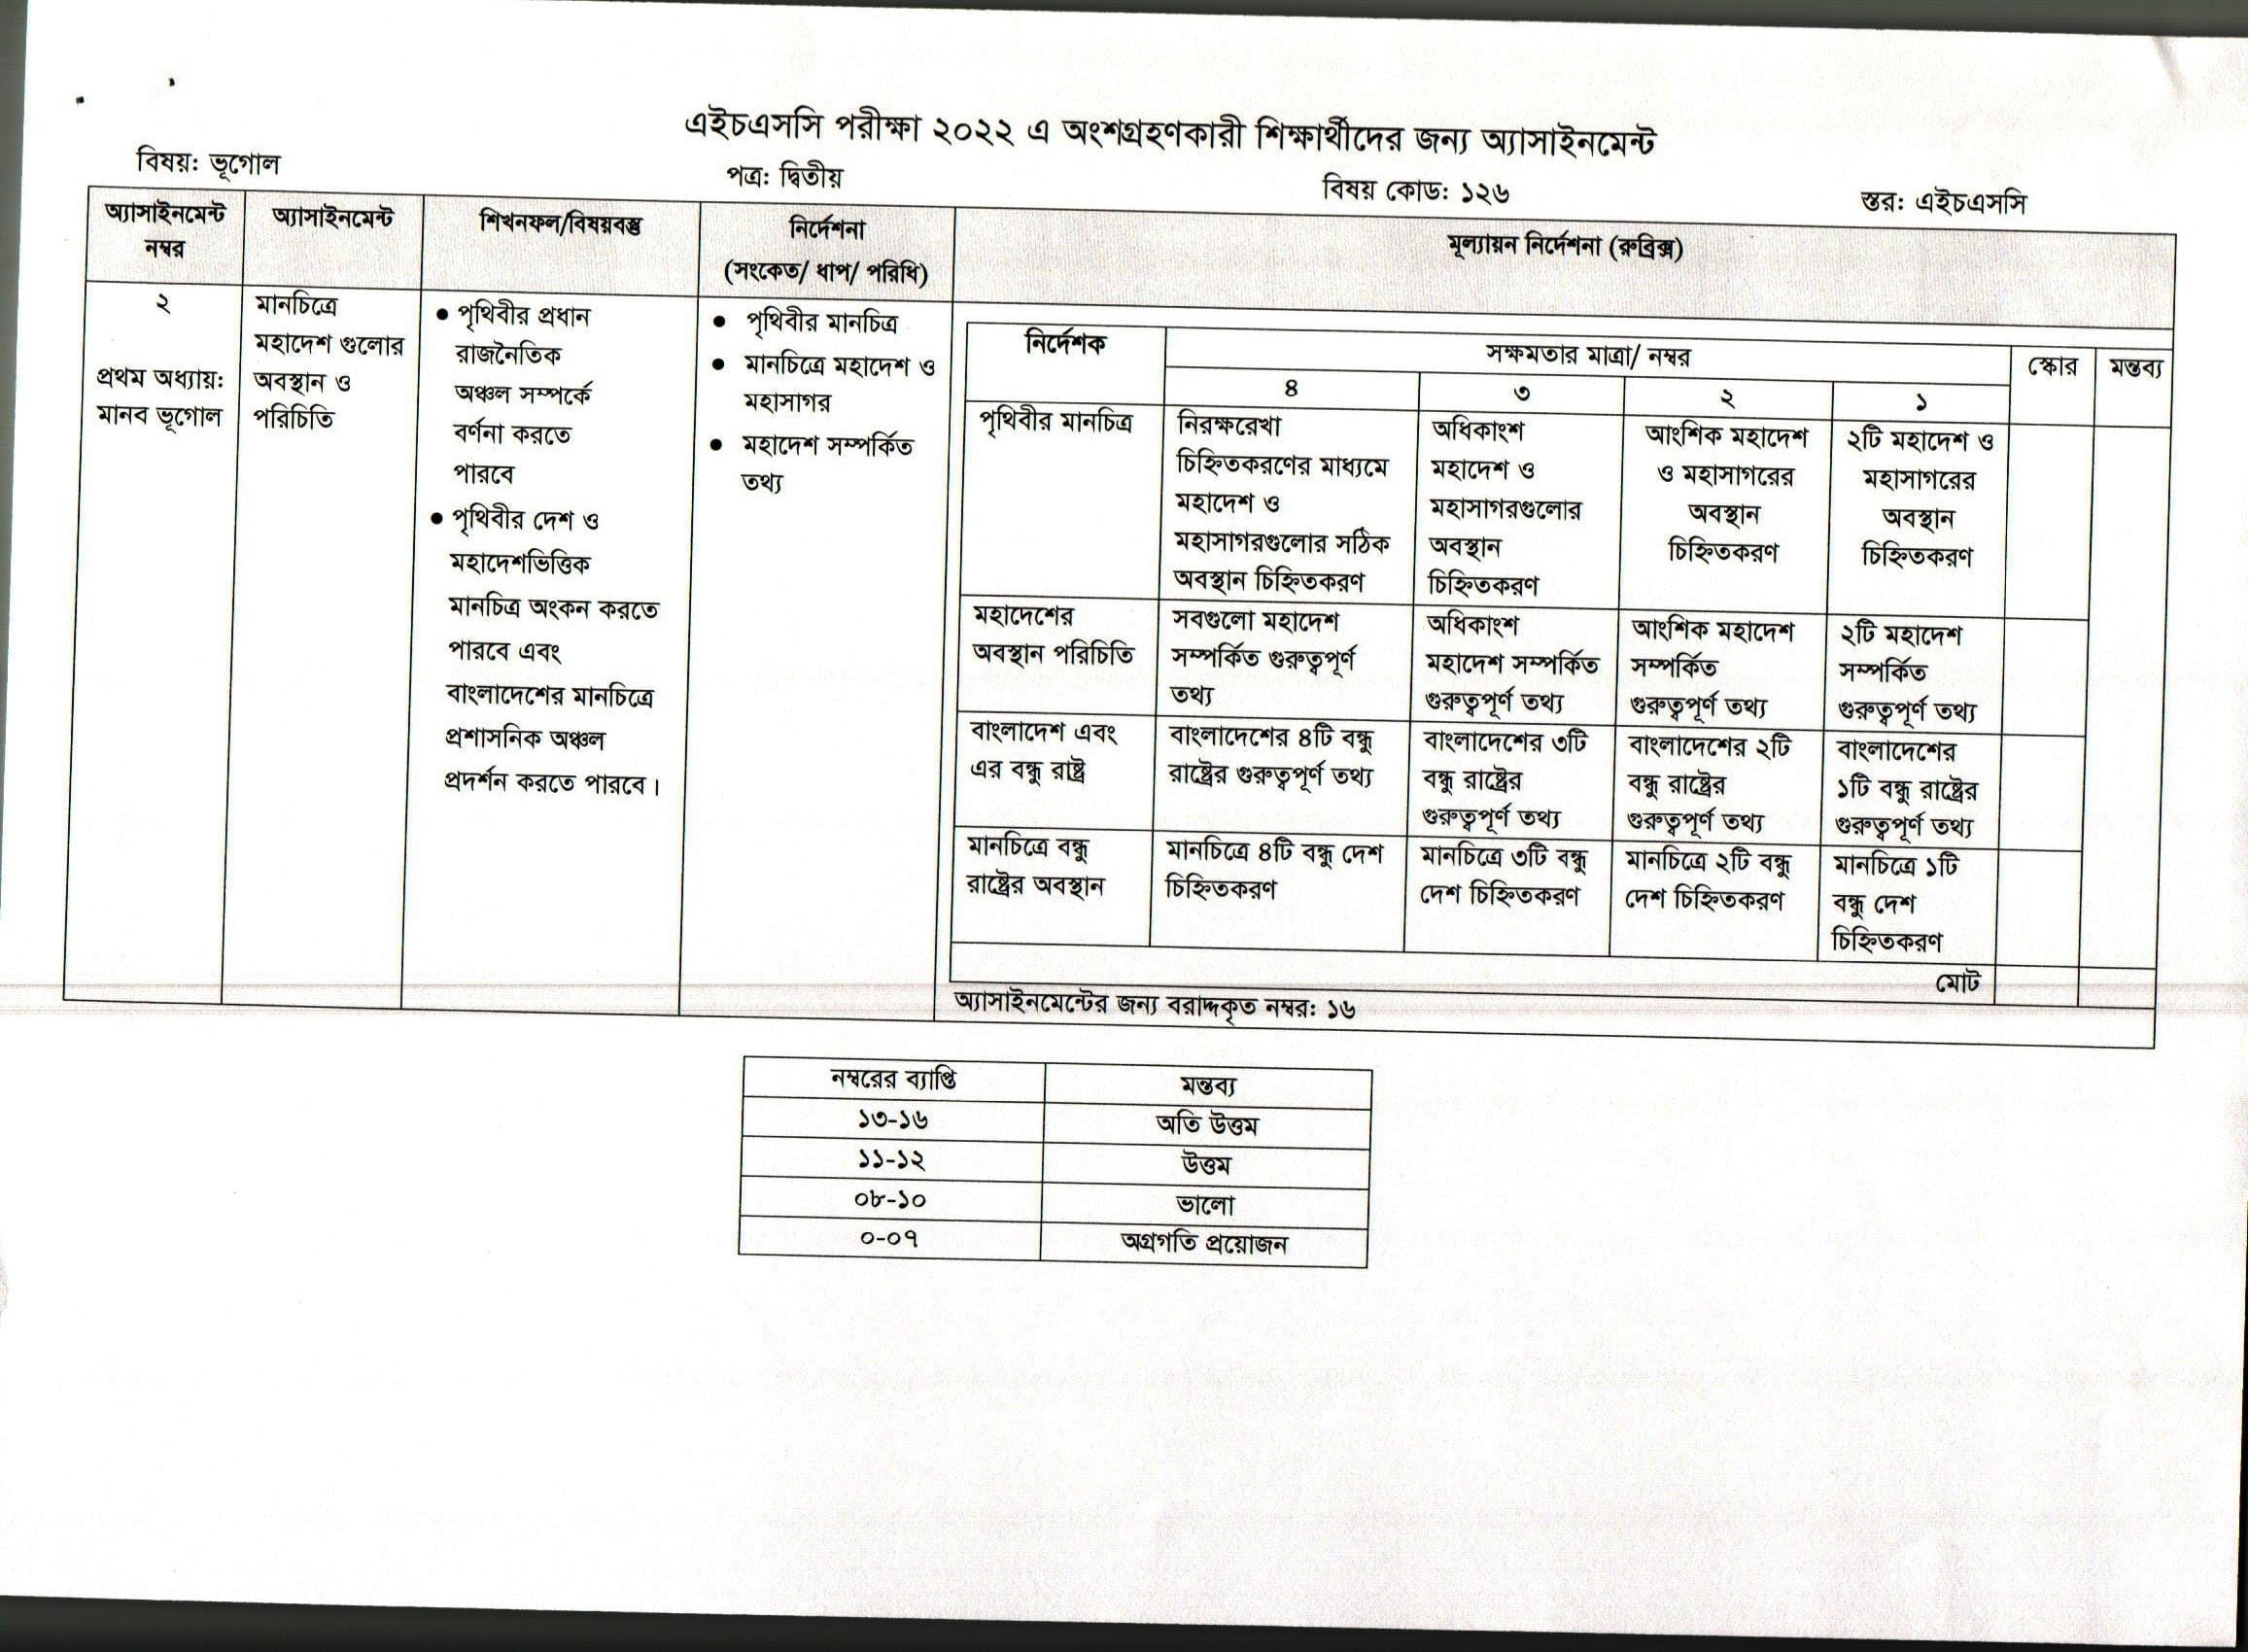 এইচএসসি পরীক্ষা ২০২২ এ অংশগ্রহণকারী শিক্ষার্থীদের জন্য অ্যাসাইনমেন্ট
বিষয়: ভূগোল
পত্র: দ্বিতীয়
বিষয় কোড: ১২৬
স্তর: এইচএসসি
অ্যাসাইনমেন্ট
নম্বর
অ্যাসাইনমেন্ট
শিখনফল/বিষয়বস্তু
নির্দেশনা
(সংকেত/ ধাপ/ পরিধি)
মূল্যায়ন নির্দেশনা (রুব্রিক্স)
২
প্রথম অধ্যায়:
মানব ভূগোল
মানচিত্রে
মহাদেশ গুলোর
অবস্থান ও
পরিচিতি
● পৃথিবীর প্রধান
রাজনৈতিক
অঞ্চল সম্পর্কে
বর্ণনা করতে
পারবে
● পৃথিবীর দেশ ও
মহাদেশভিত্তিক
মানচিত্র অংকন করতে
পারবে এবং
বাংলাদেশের মানচিত্রে
প্রশাসনিক অঞ্চল
প্রদর্শন করতে পারবে।
● পৃথিবীর মানচিত্র
● মানচিত্রে মহাদেশ ও
মহাসাগর
● মহাদেশ সম্পর্কিত
তথ্য
নির্দেশক
সক্ষমতার মাত্রা/ নম্বর
স্কোর
মন্তব্য
৪
৩
২
১
পৃথিবীর মানচিত্র
নিরক্ষরেখা
চিহ্নিতকরণের মাধ্যমে
মহাদেশ ও
মহাসাগরগুলোর সঠিক
অবস্থান চিহ্নিতকরণ
অধিকাংশ
মহাদেশ ও
মহাসাগরগুলোর
অবস্থান
চিহ্নিতকরণ
আংশিক মহাদেশ
ও মহাসাগরের
অবস্থান
চিহ্নিতকরণ
২টি মহাদেশ ও
মহাসাগরের
অবস্থান
চিহ্নিতকরণ
মহাদেশের
অবস্থান পরিচিতি
সবগুলো মহাদেশ
সম্পর্কিত গুরুত্বপূর্ণ
তথ্য
অধিকাংশ
মহাদেশ সম্পর্কিত
গুরুত্বপূর্ণ তথ্য
আংশিক মহাদেশ
সম্পর্কিত
গুরুত্বপূর্ণ তথ্য
২টি মহাদেশ
সম্পর্কিত
গুরুত্বপূর্ণ তথ্য
বাংলাদেশ এবং
এর বন্ধু রাষ্ট্র
বাংলাদেশের ৪টি বন্ধু
রাষ্ট্রের গুরুত্বপূর্ণ তথ্য
বাংলাদেশের ৩টি
বন্ধু রাষ্ট্রের
গুরুত্বপূর্ণ তথ্য
বাংলাদেশের ২টি
বন্ধু রাষ্ট্রের
গুরুত্বপূর্ণ তথ্য
বাংলাদেশের
১টি বন্ধু রাষ্ট্রের
গুরুত্বপূর্ণ তথ্য
মানচিত্রে বন্ধু
রাষ্ট্রের অবস্থান
মানচিত্রে ৪টি বন্ধু দেশ
চিহ্নিতকরণ
মানচিত্রে ৩টি বন্ধু
দেশ চিহ্নিতকরণ
মানচিত্রে ২টি বন্ধু
দেশ চিহ্নিতকরণ
মানচিত্রে ১টি
বন্ধু দেশ
চিহ্নিতকরণ
মোট
অ্যাসাইনমেন্টের জন্য বরাদ্দকৃত নম্বর: ১৬
নম্বরের ব্যাপ্তি
মন্তব্য
১৩-১৬
অতি উত্তম
১১-১২
উত্তম
০৮-১০
ভালো
০-০৭
অগ্রগতি প্রয়োজন